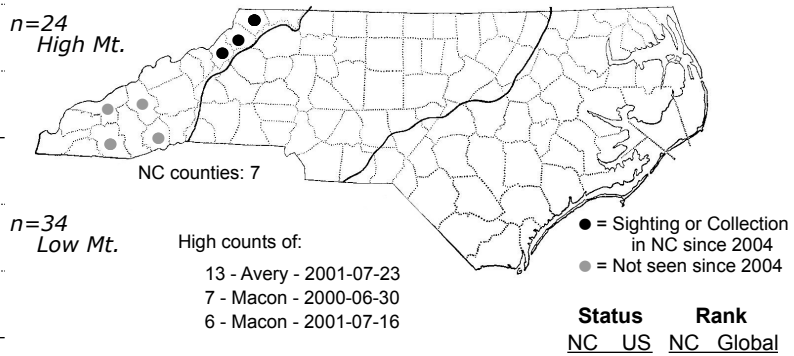 n=24
High Mt.
NC counties: 7
n=34
Low Mt.
High counts of:
13 - Avery - 2001-07-23
7 - Macon - 2000-06-30
6 - Macon - 2001-07-16
● = Sighting or Collection
in NC since 2004
● = Not seen since 2004
Status Rank
NC US NC Global